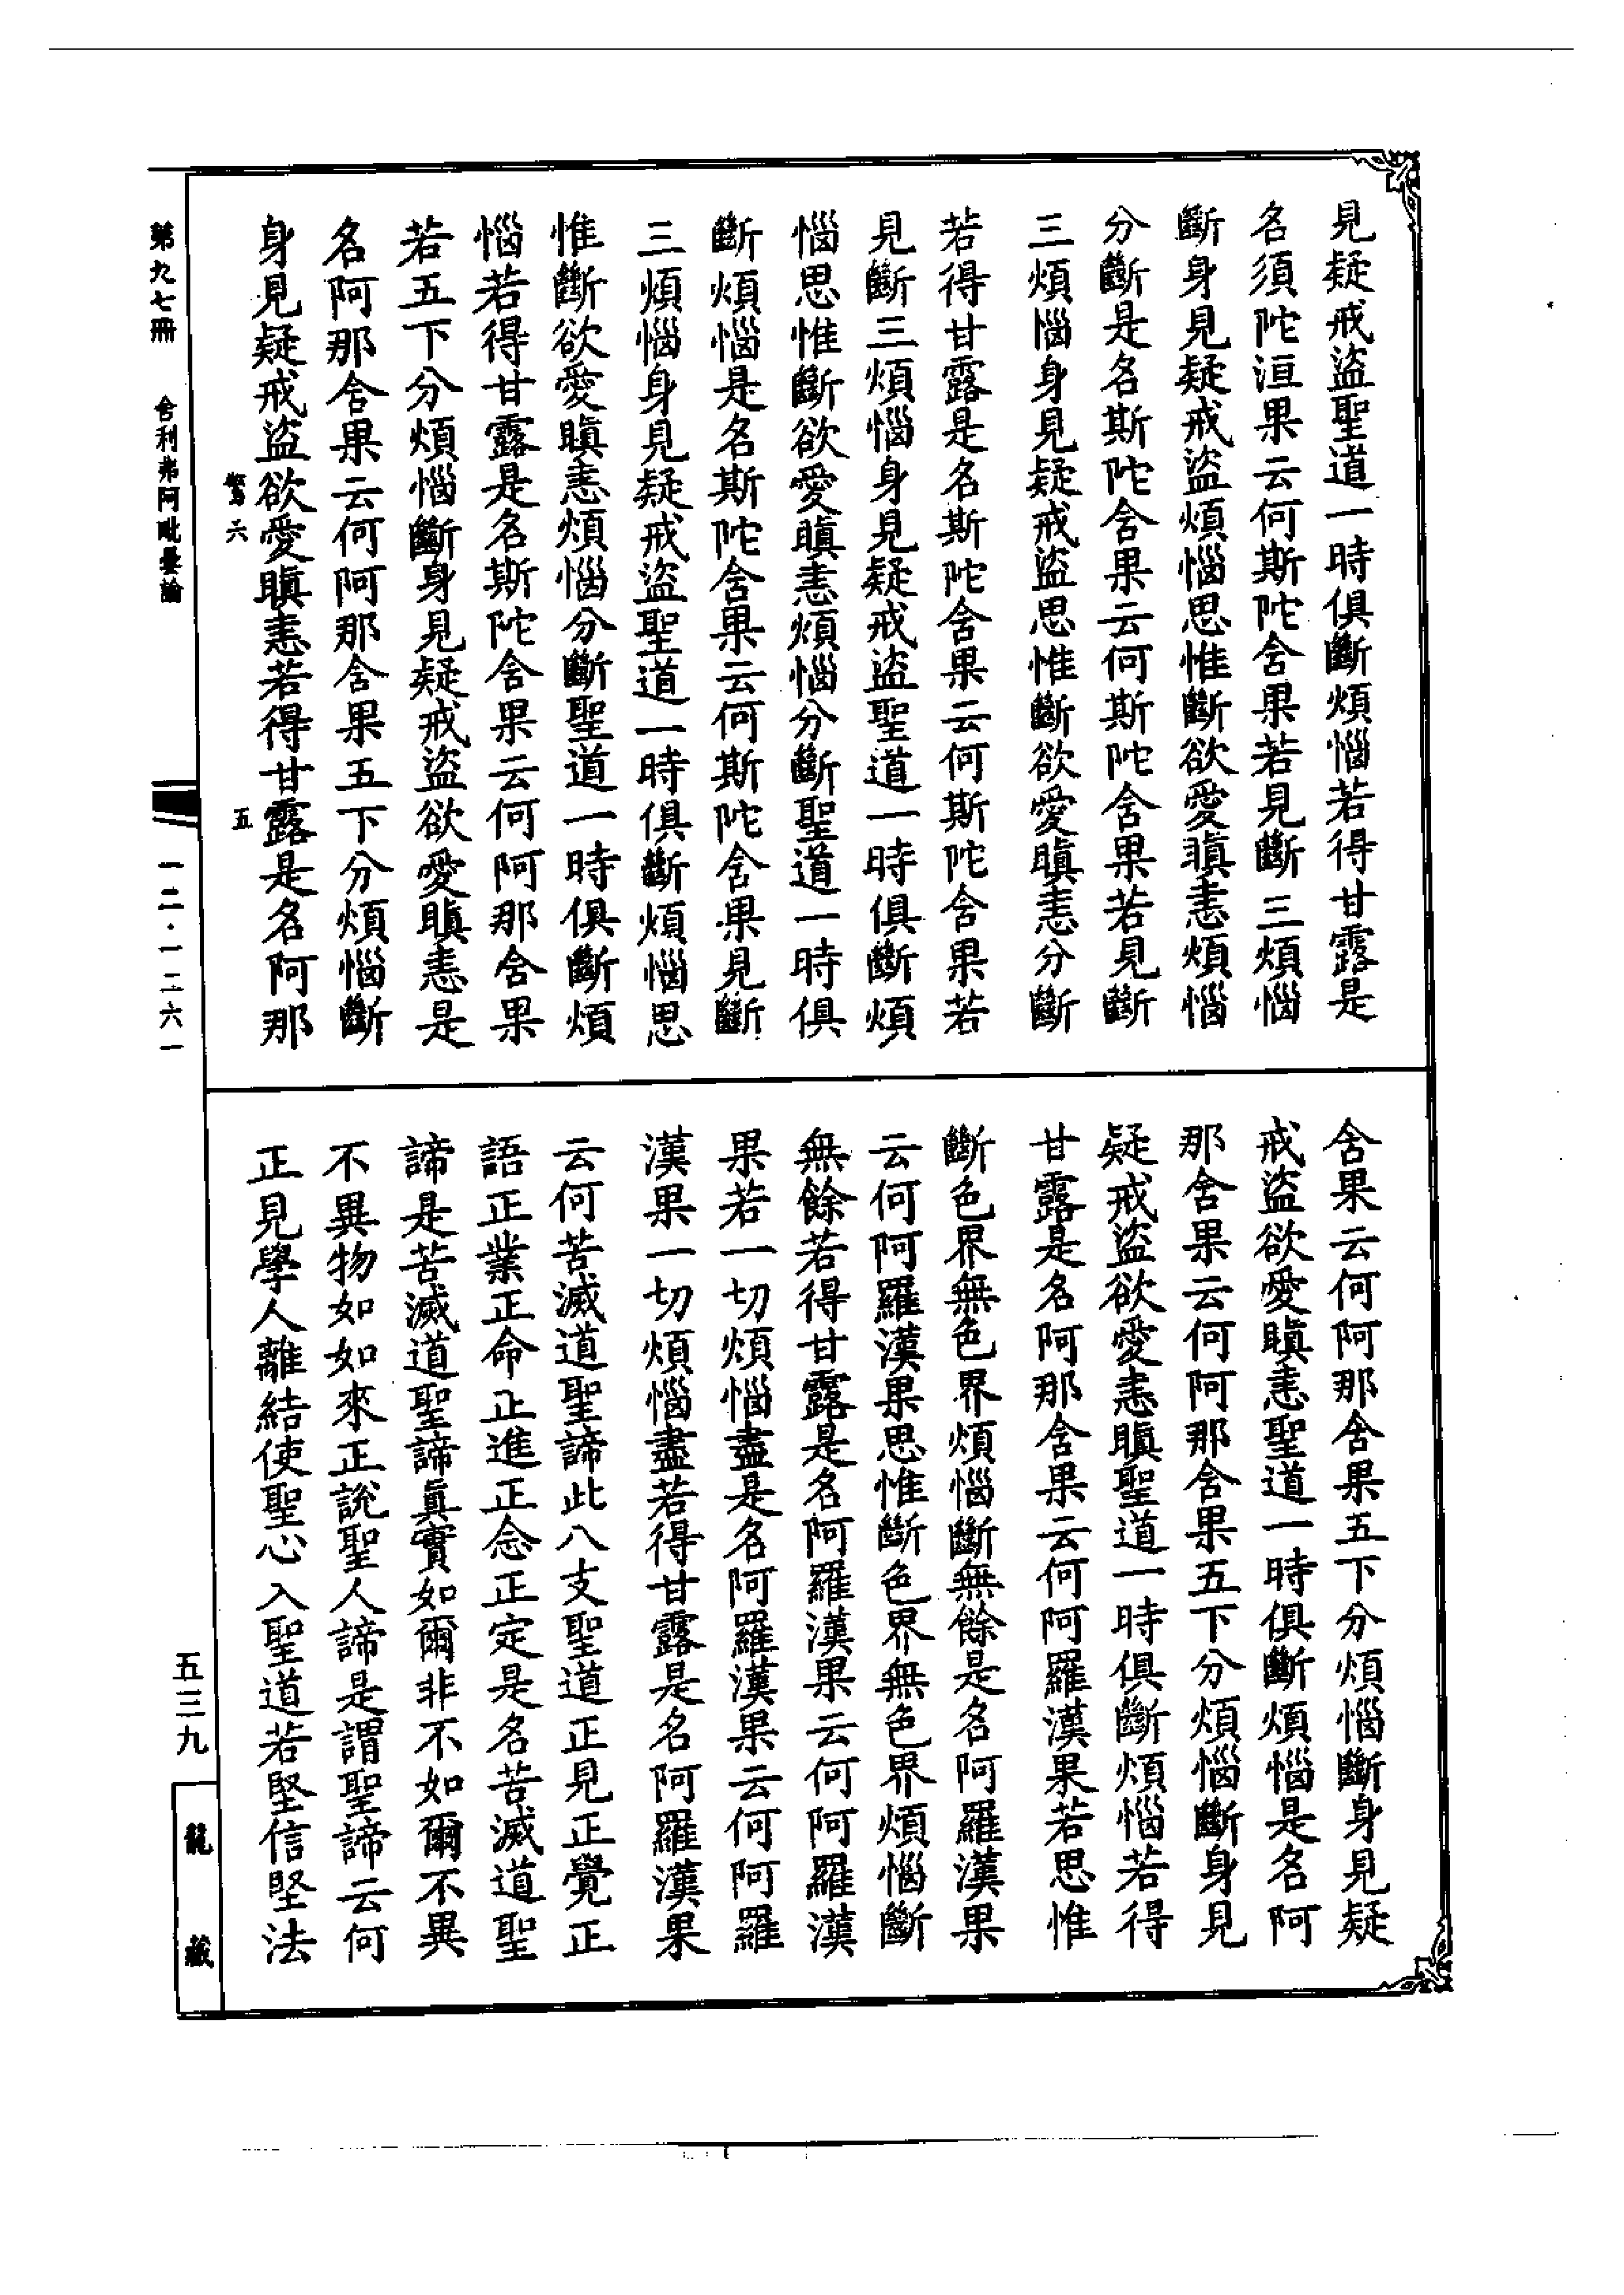 見疑戒盜聖道一時俱斷煩惱若得甘露是
名須陀洹果云何斯陀含果若見斷三煩惱
斷身見疑戒盜煩惱思惟斷欲愛瞋恚煩惱
分斷是名斯陀含果云何斯陀含果若見斷
三煩惱身見疑戒盜思惟斷欲愛瞋恚分斷
若得甘露是名斯陀含果云何斯陀含果若
見斷三煩惱身見疑戒盜聖道一時俱斷煩
惱思惟斷欲愛瞋恚煩惱分斷聖道一時俱
斷煩惱是名斯陀含果云何斯陀含果見斷
三煩惱身見疑戒盜聖道一時俱斷煩惱思
惟斷欲愛瞋恚煩惱分斷聖道一時俱斷煩
惱若得甘露是名斯陀含果云何阿那含果
若五下分煩惱斷身見疑戒盜欲愛瞋恚是
名阿那含果云何阿那含果五下分煩惱斷
身見疑戒盜欲愛瞋恚若得甘露是名阿那
舍果云何阿那含果五下分煩惱斷身見疑
戒盜欲愛瞋恚聖道一時俱斷煩惱是名阿
那含果云何阿那含果五下分煩惱斷身見
疑戒盜欲愛恚瞋聖道一時俱斷煩惱若得
甘露是名阿那含果云何阿羅漢果若思惟
斷色界無色界煩惱斷無餘是名阿羅漢果
云何阿羅漢果思惟斷色界無色界煩惱斷
無餘若得甘露是名阿羅漢果云何阿羅漢
果若一切煩惱盡是名阿羅漢果云何阿羅
漢果一切煩惱盡若得甘露是名阿羅漢果
云何苦滅道聖諦此八支聖道正見正覺正
語正業正命正進正念正定是名苦滅道聖
諦是苦滅道聖諦真實如爾非不如爾不異
不異物如如來正說聖人諦是謂聖諦云何
正見學人離結使聖心入聖道若堅信堅法
六
五
第九七冊
舍利弗阿毗曇論
一二·一二六一
五三九
龍藏